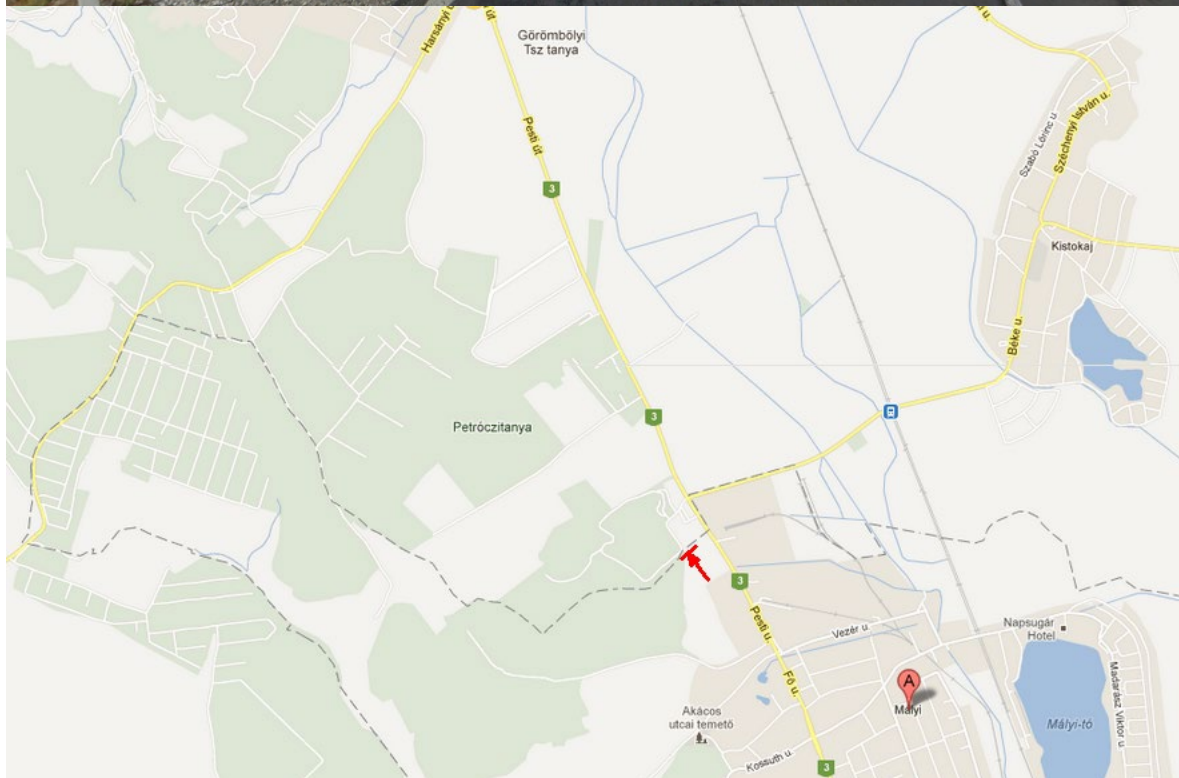 Harsányi
út
Görömbölyi
Tsz tanya
u.
Pesti út
3
Szabó Lőrinc u.
Széchenyi István u.
Kistokaj
Béke u.
3
Petróczitanya
3
Pesti u.
Vezér u.
Napsugár
Hotel
Fő u.
A
Mályi
Akácos
utcai temető
Mályi-tó
Madarász Viktor u.
Kossuth u.
3